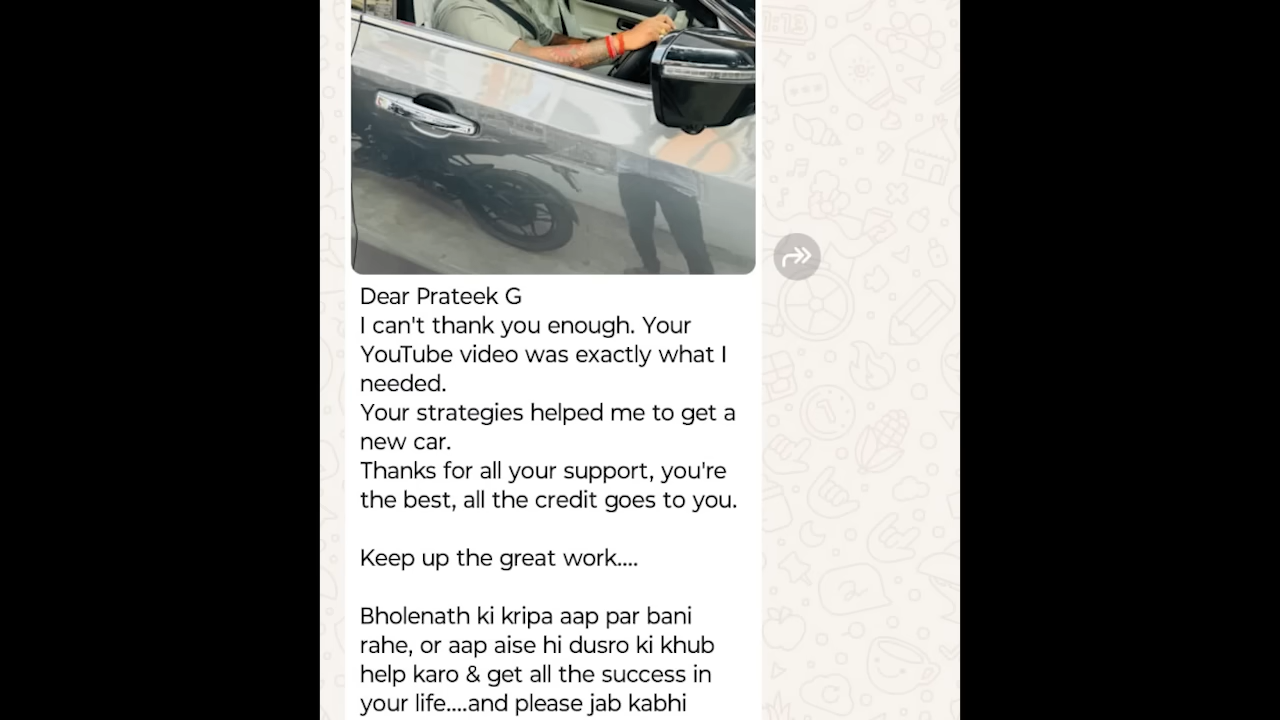 Dear Prateek G
I can't thank you enough. Your
YouTube video was exactly what I
needed.
Your strategies helped me to get a
new car.
Thanks for all your support, you're
the best, all the credit goes to you.
Keep up the great work....
Bholenath ki kripa aap par bani
rahe, or aap aise hi dusro ki khub
help karo & get all the success in
your life....and please jab kabhi